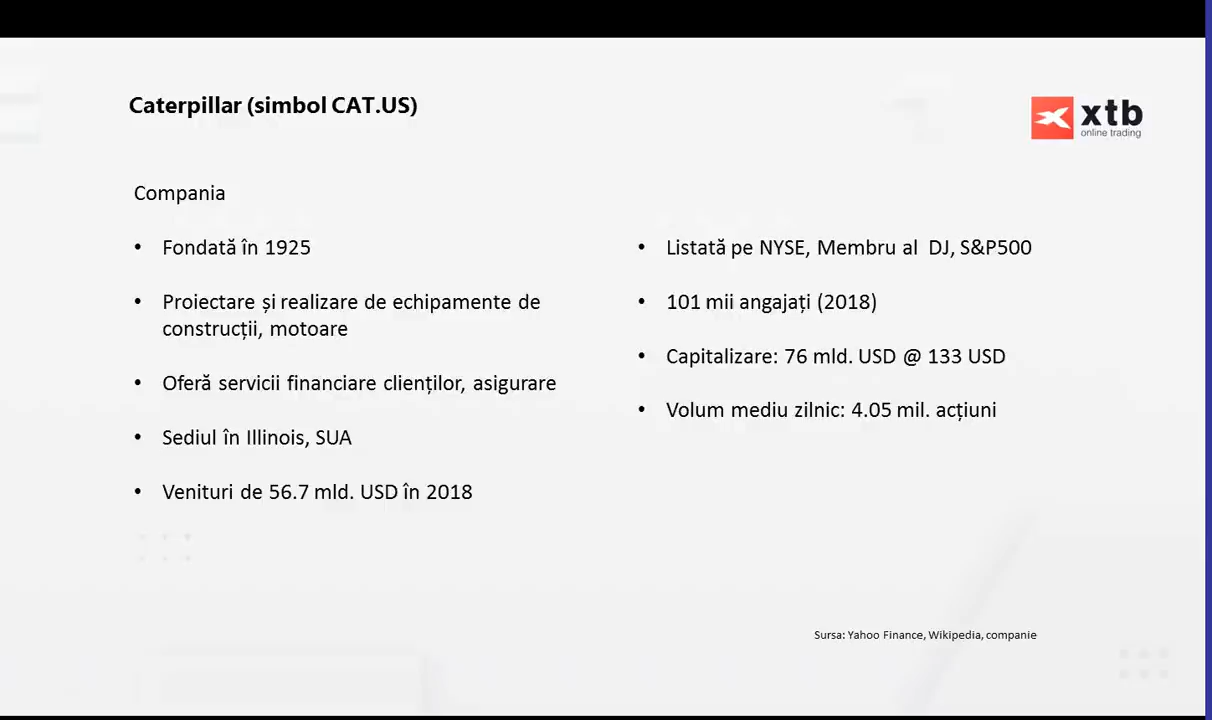 Caterpillar (simbol CAT.US)
xtb
online trading
Compania
• Fondată în 1925
• Proiectare și realizare de echipamente de
construcții, motoare
• Oferă servicii financiare clienților, asigurare
• Sediul în Illinois, SUA
• Venituri de 56.7 mld. USD în 2018
• Listată pe NYSE, Membru al DJ, S&P500
• 101 mii angajați (2018)
• Capitalizare: 76 mld. USD @ 133 USD
• Volum mediu zilnic: 4.05 mil. acțiuni
Sursa: Yahoo Finance, Wikipedia, companie